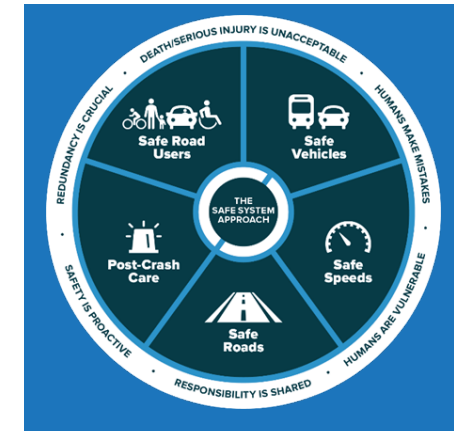 DEATH/SERIOUS INJURY IS UNACCEPTABLE
HUMANS MAKE MISTAKES
HUMANS ARE VULNERABLE
RESPONSIBILITY IS SHARED
SAFETY IS PROACTIVE
REDUNDANCY IS CRUCIAL
Safe Road
Users
Safe
Vehicles
Safe
Speeds
Safe
Roads
Post-Crash
Care
THE
SAFE SYSTEM
APPROACH